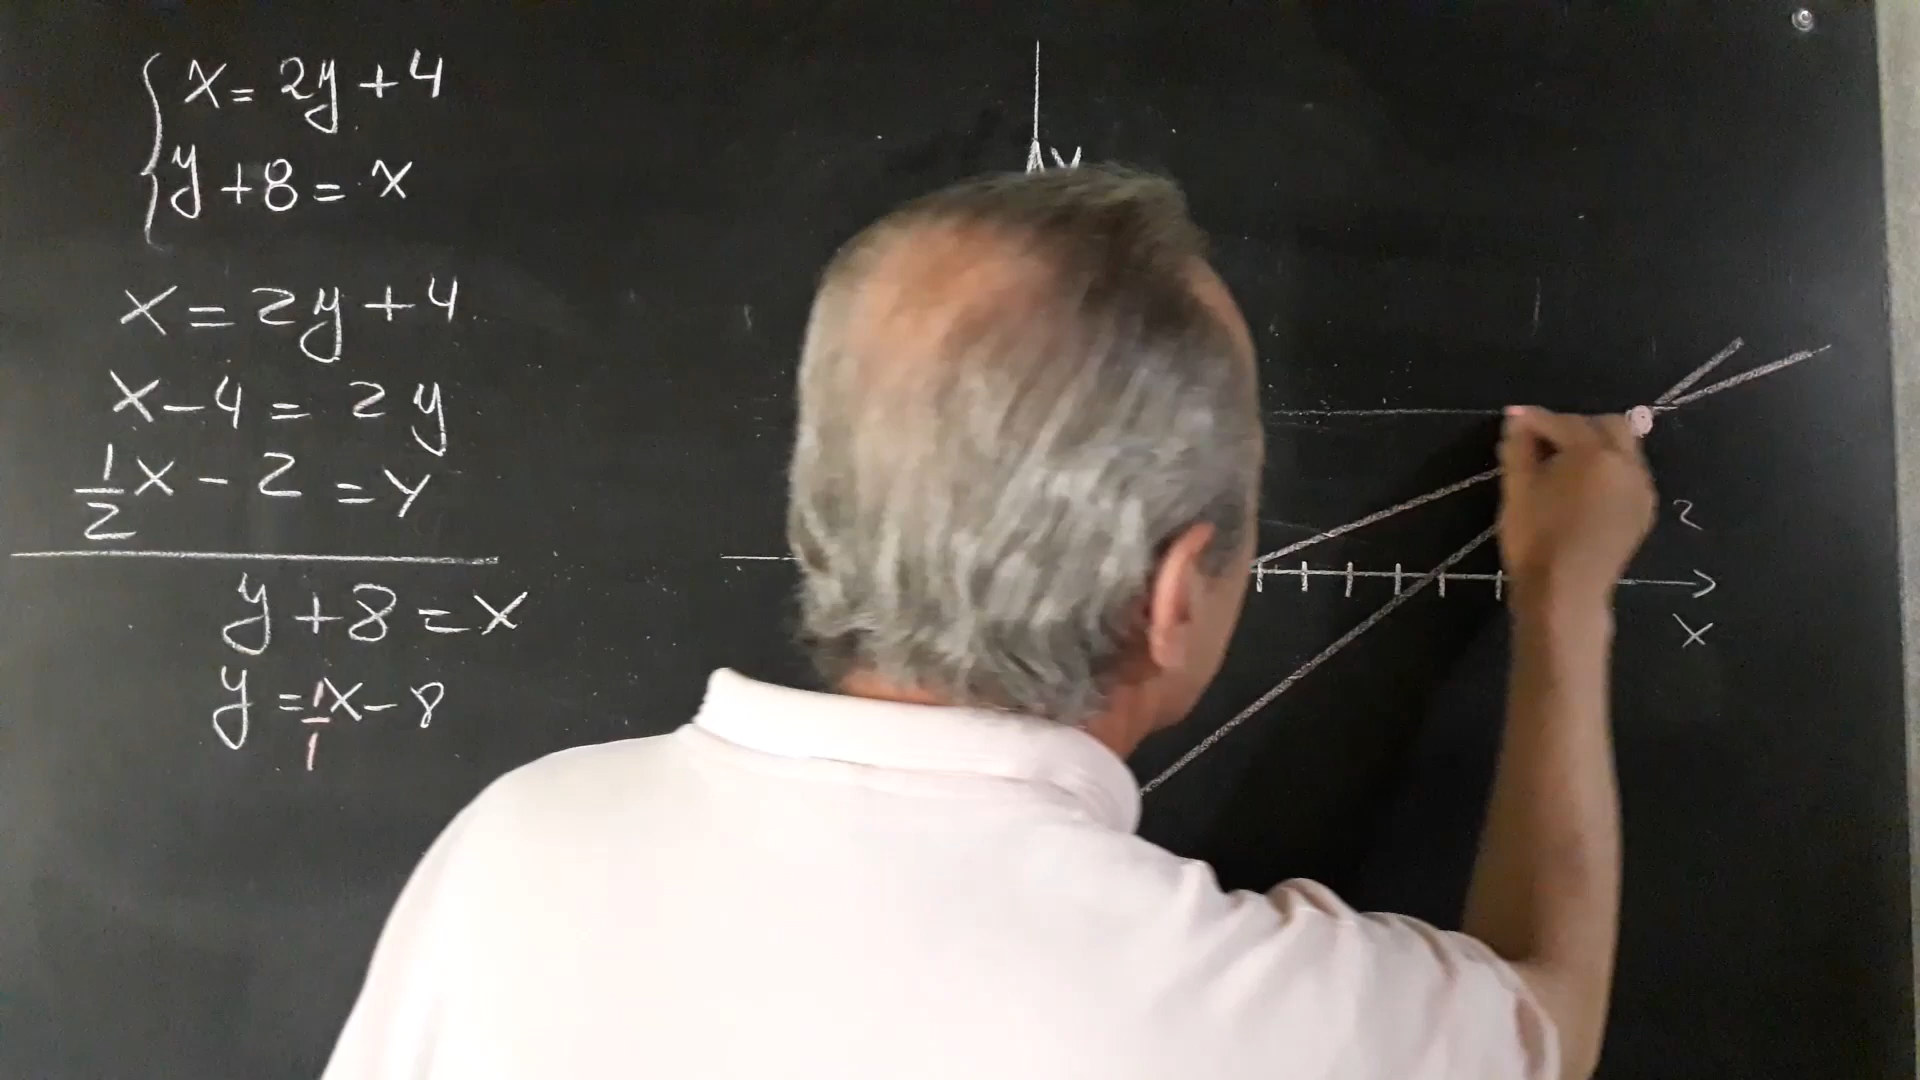 x = 2y + 4
y + 8 = x
x = 2y + 4
x - 4 = 2y
1/2 x - 2 = y
y + 8 = x
y = 1/1 x - 8
y
2
x